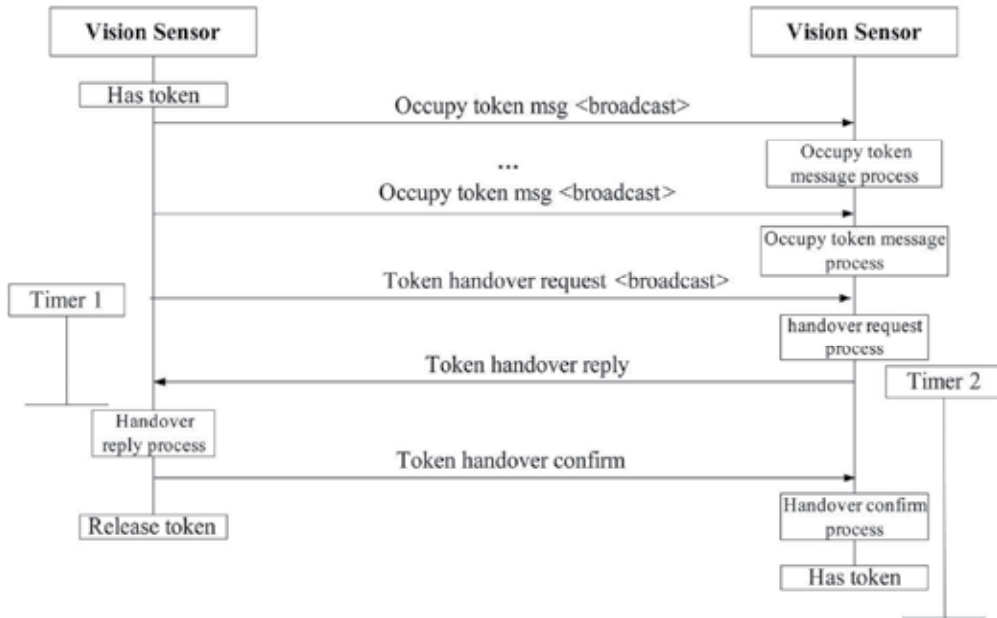 Vision Sensor
Vision Sensor
Has token
Occupy token msg <broadcast>
Occupy token
message process
...
Occupy token msg <broadcast>
Occupy token message
process
Token handover request <broadcast>
Timer 1
handover request
process
Token handover reply
Timer 2
Handover
reply process
Token handover confirm
Handover confirm
process
Release token
Has token